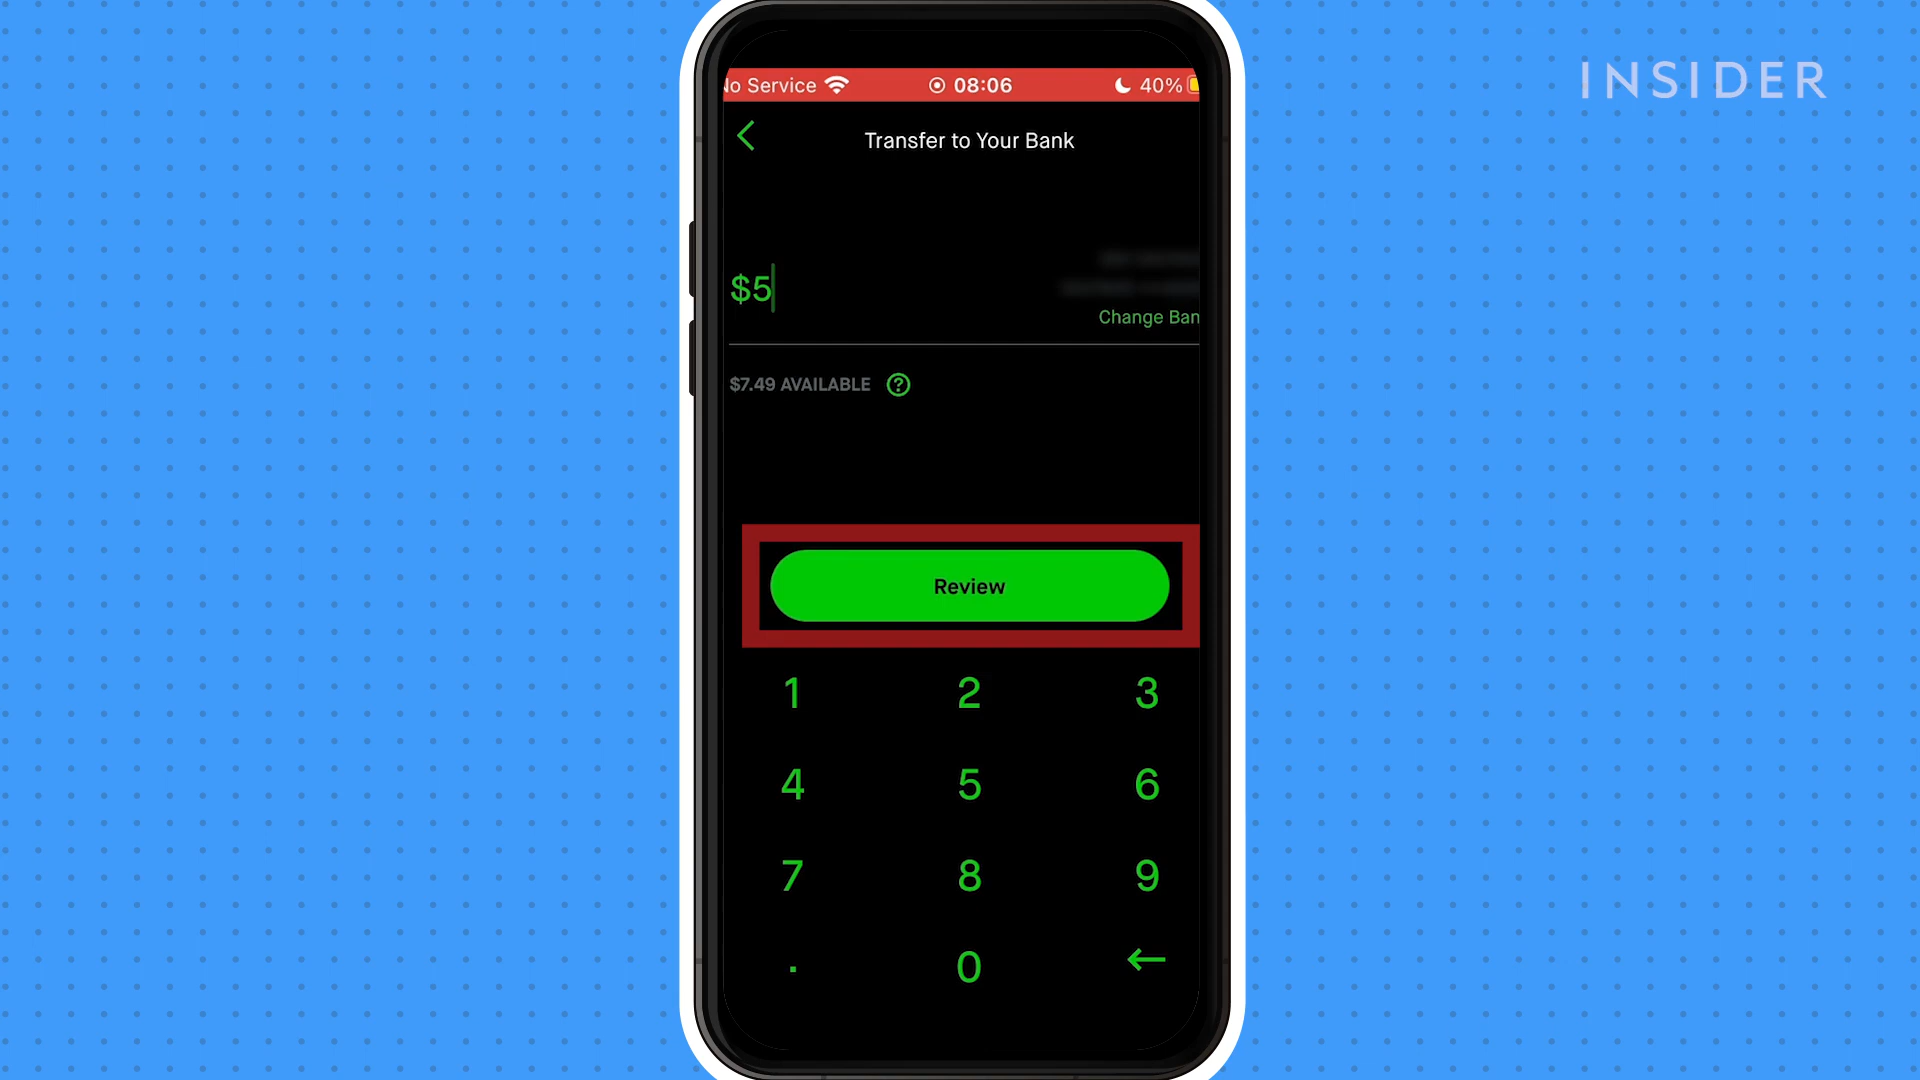 INSIDER
No Service 08:06 40%
Transfer to Your Bank
$5
Change Ban
$7.49 AVAILABLE ?
Review
1 2 3
4 5 6
7 8 9
. 0